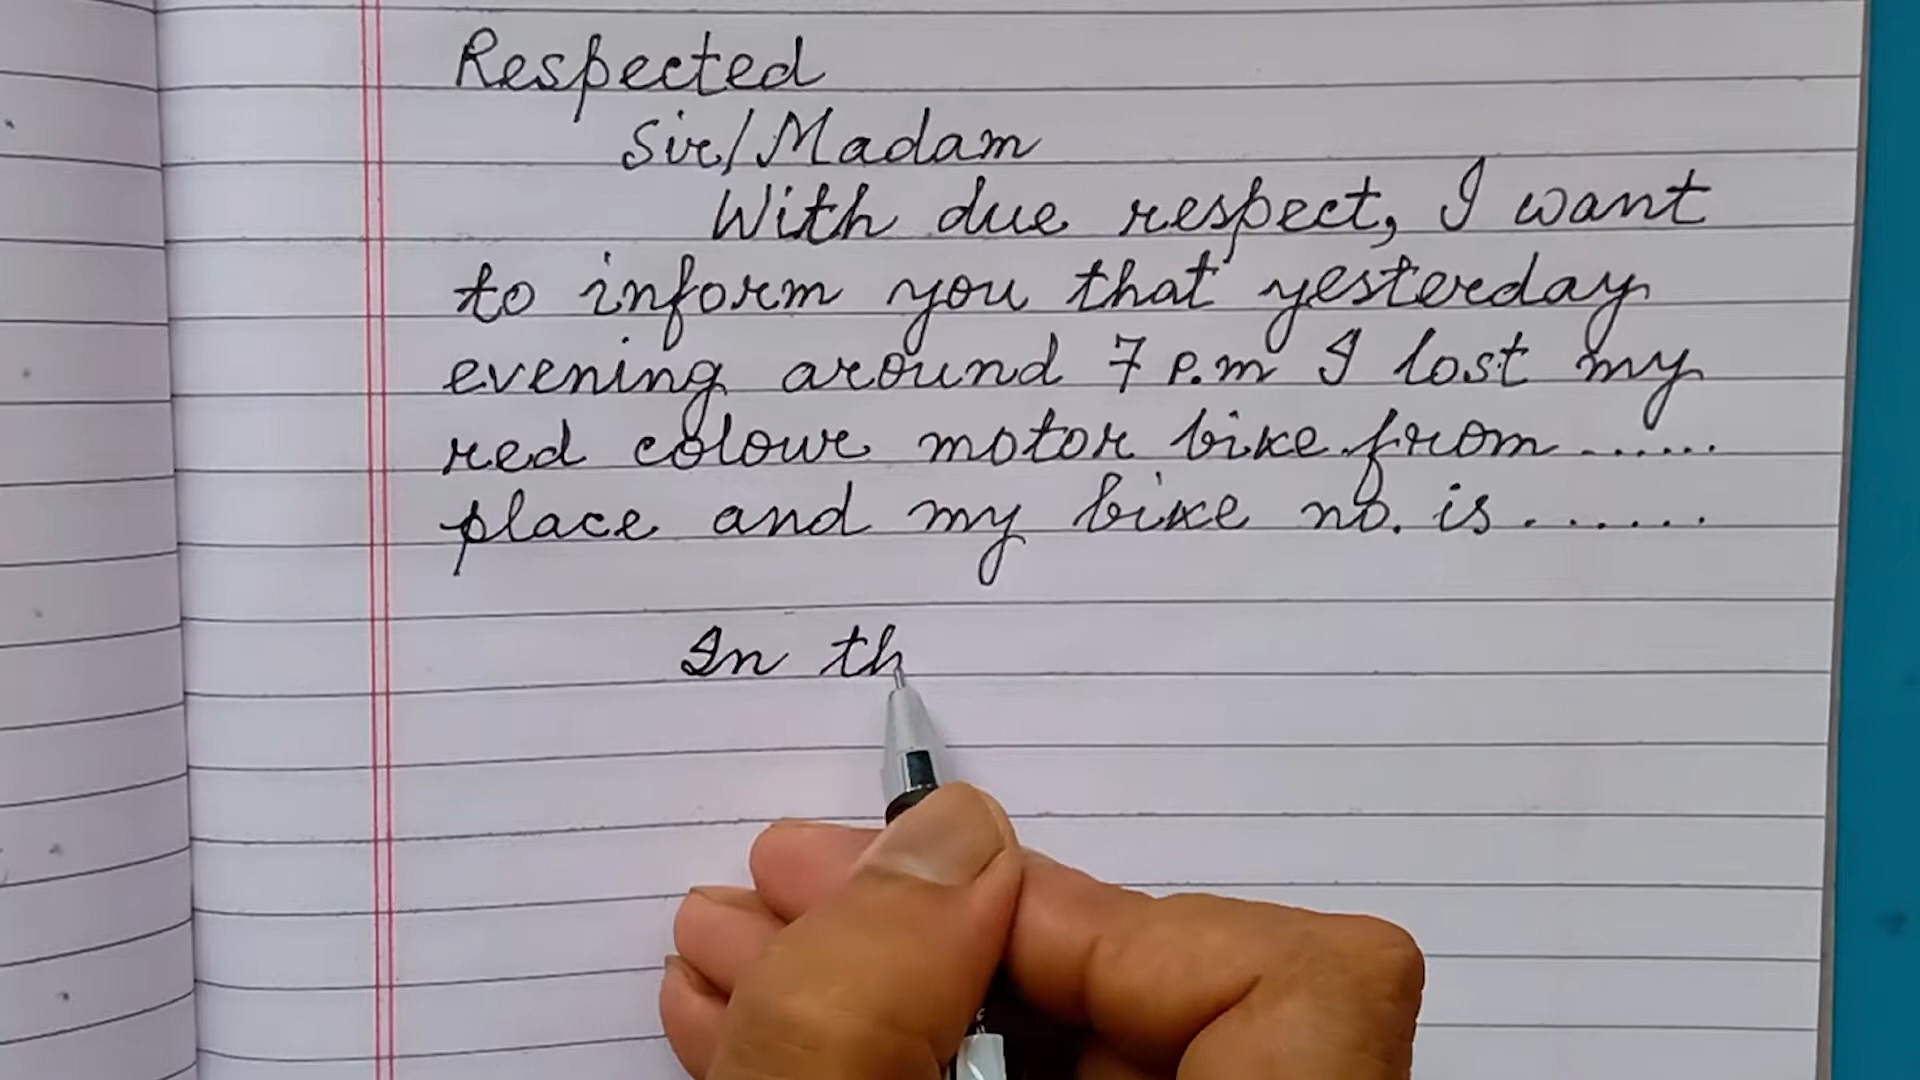 Respected
Sir/Madam
With due respect, I want
to inform you that yesterday
evening around 7 P.m I lost my
red colour motor bike from ......
place and my bike no. is .......
In th